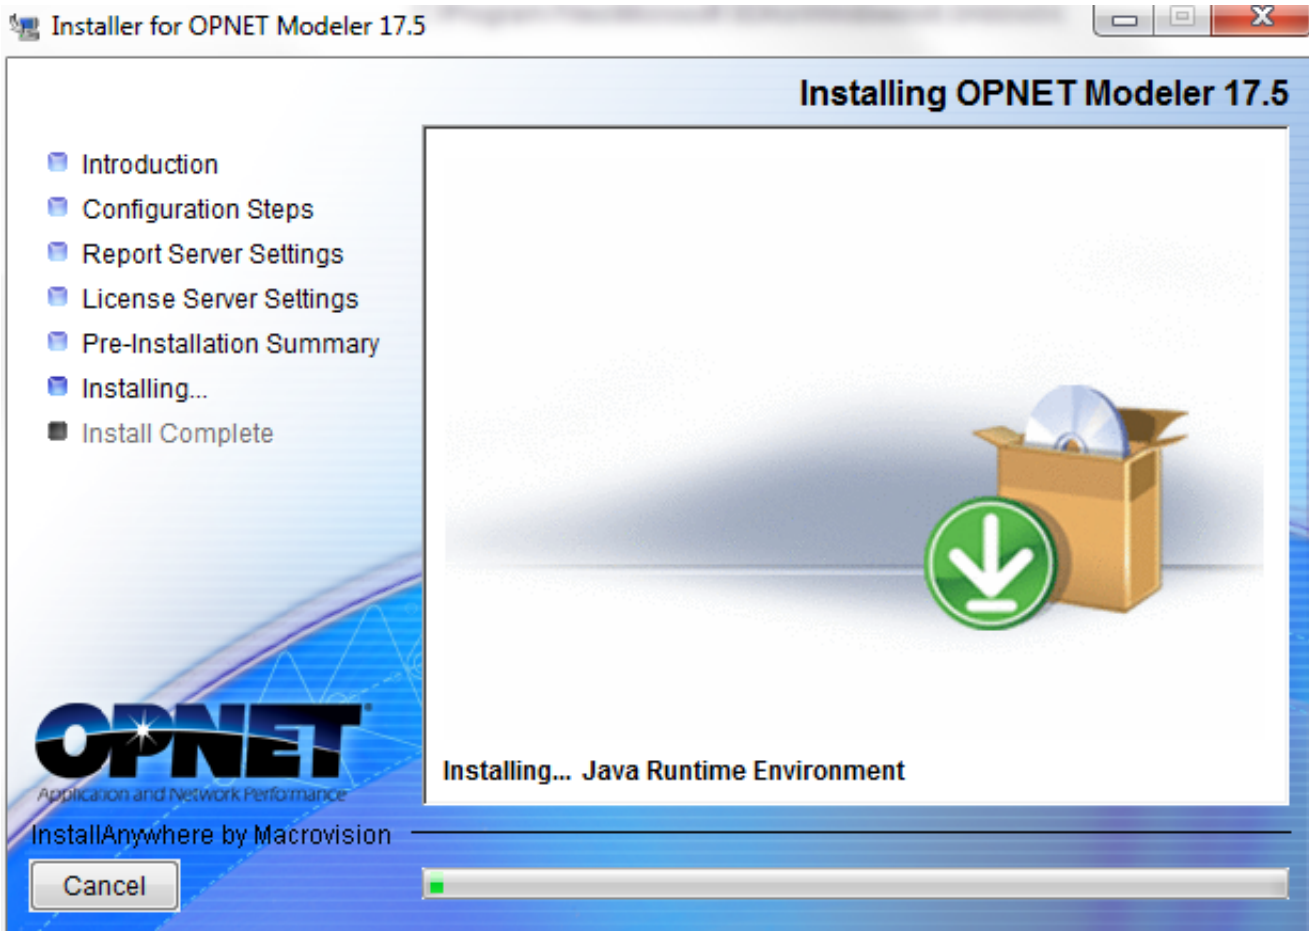 Installer for OPNET Modeler 17.5
Installing OPNET Modeler 17.5
Introduction
Configuration Steps
Report Server Settings
License Server Settings
Pre-Installation Summary
Installing...
Install Complete
OPNET®
Application and Network Performance
Installing... Java Runtime Environment
InstallAnywhere by Macrovision
Cancel